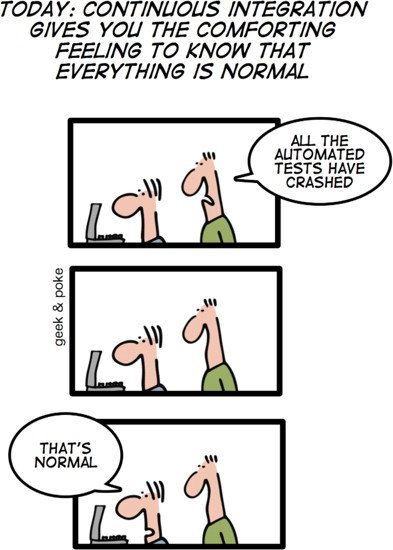 TODAY: CONTINUOUS INTEGRATION
GIVES YOU THE COMFORTING
FEELING TO KNOW THAT
EVERYTHING IS NORMAL
ALL THE
AUTOMATED
TESTS HAVE
CRASHED
geek & poke
THAT'S
NORMAL